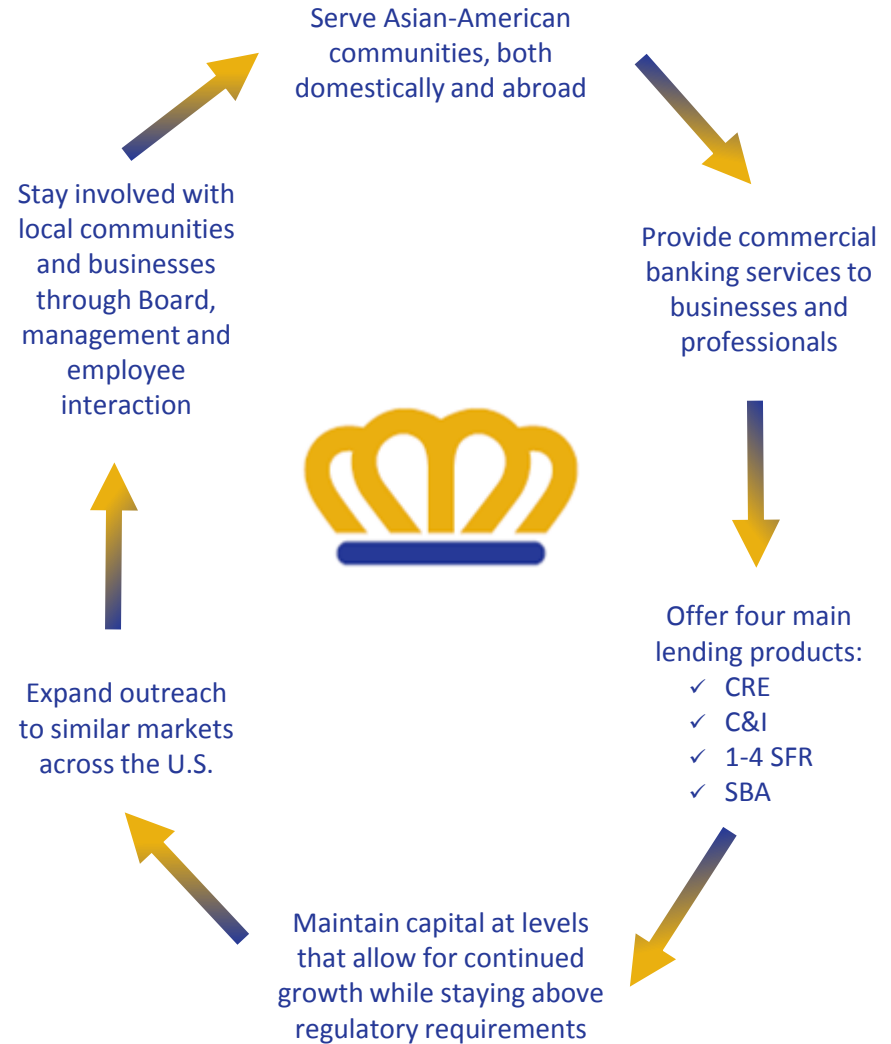 Serve Asian-American
communities, both
domestically and abroad
Provide commercial
banking services to
businesses and
professionals
Offer four main
lending products:
✓ CRE
✓ C&I
✓ 1-4 SFR
✓ SBA
Maintain capital at levels
that allow for continued
growth while staying above
regulatory requirements
Expand outreach
to similar markets
across the U.S.
Stay involved with
local communities
and businesses
through Board,
management and
employee
interaction